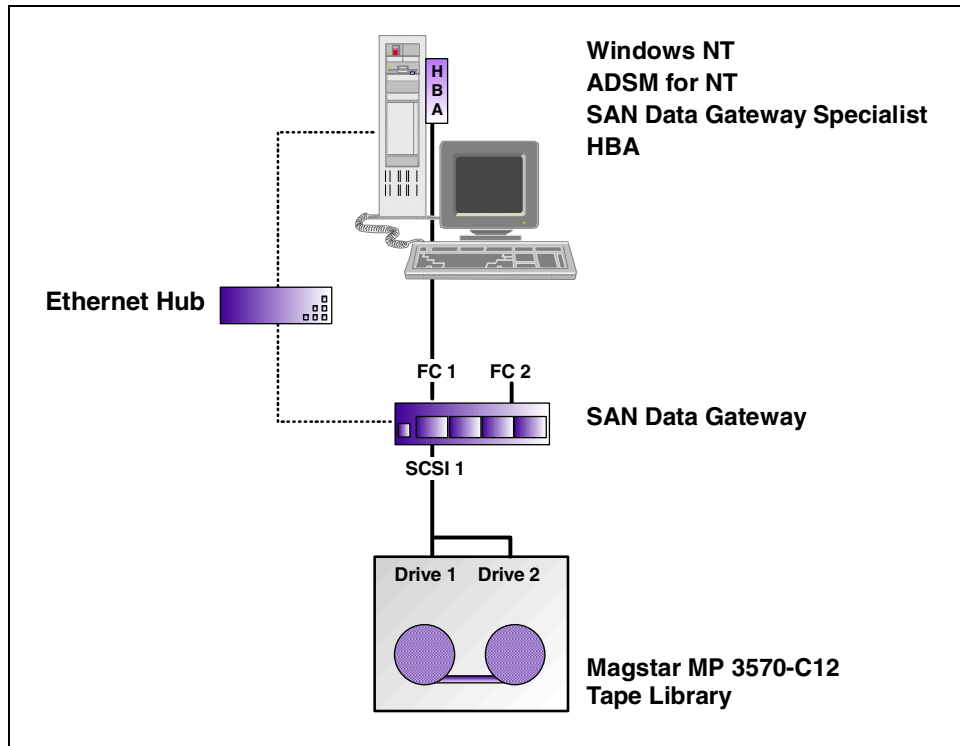 Windows NT
ADSM for NT
SAN Data Gateway Specialist
HBA
H
B
A
Ethernet Hub
FC 1
FC 2
SAN Data Gateway
SCSI 1
Drive 1
Drive 2
Magstar MP 3570-C12
Tape Library